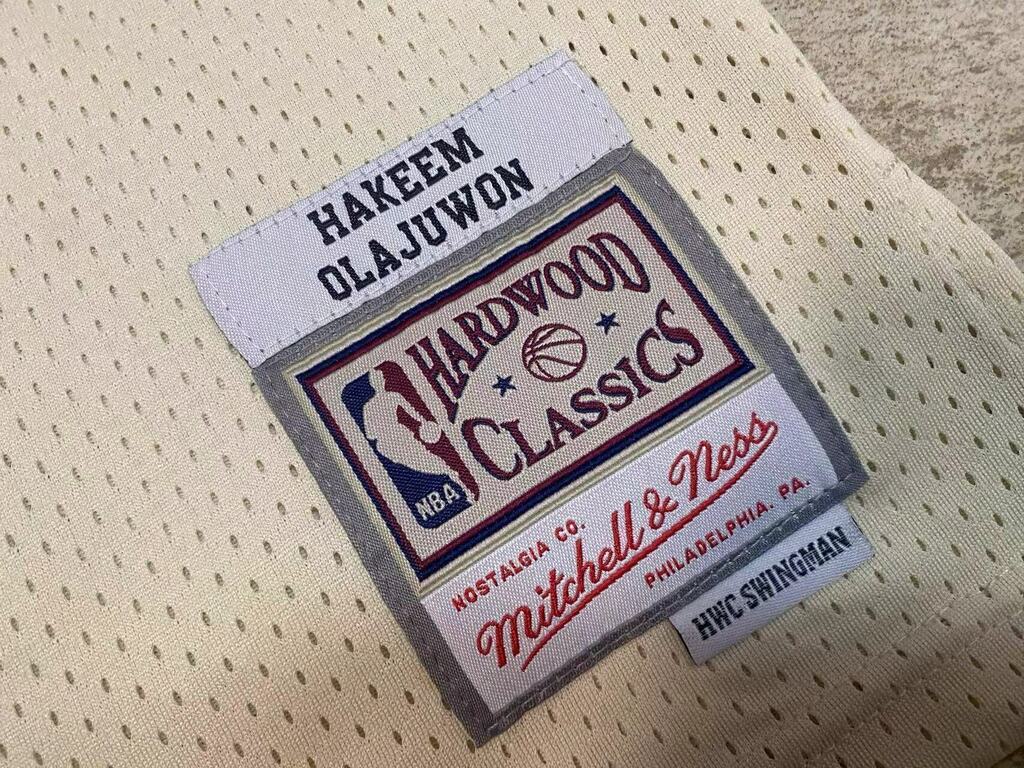 HAKEEM
OLAJUWON
HARDWOOD
CLASSICS
NBA
NOSTALGIA CO.
Mitchell & Ness
PHILADELPHIA. PA.
HWC SWINGMAN